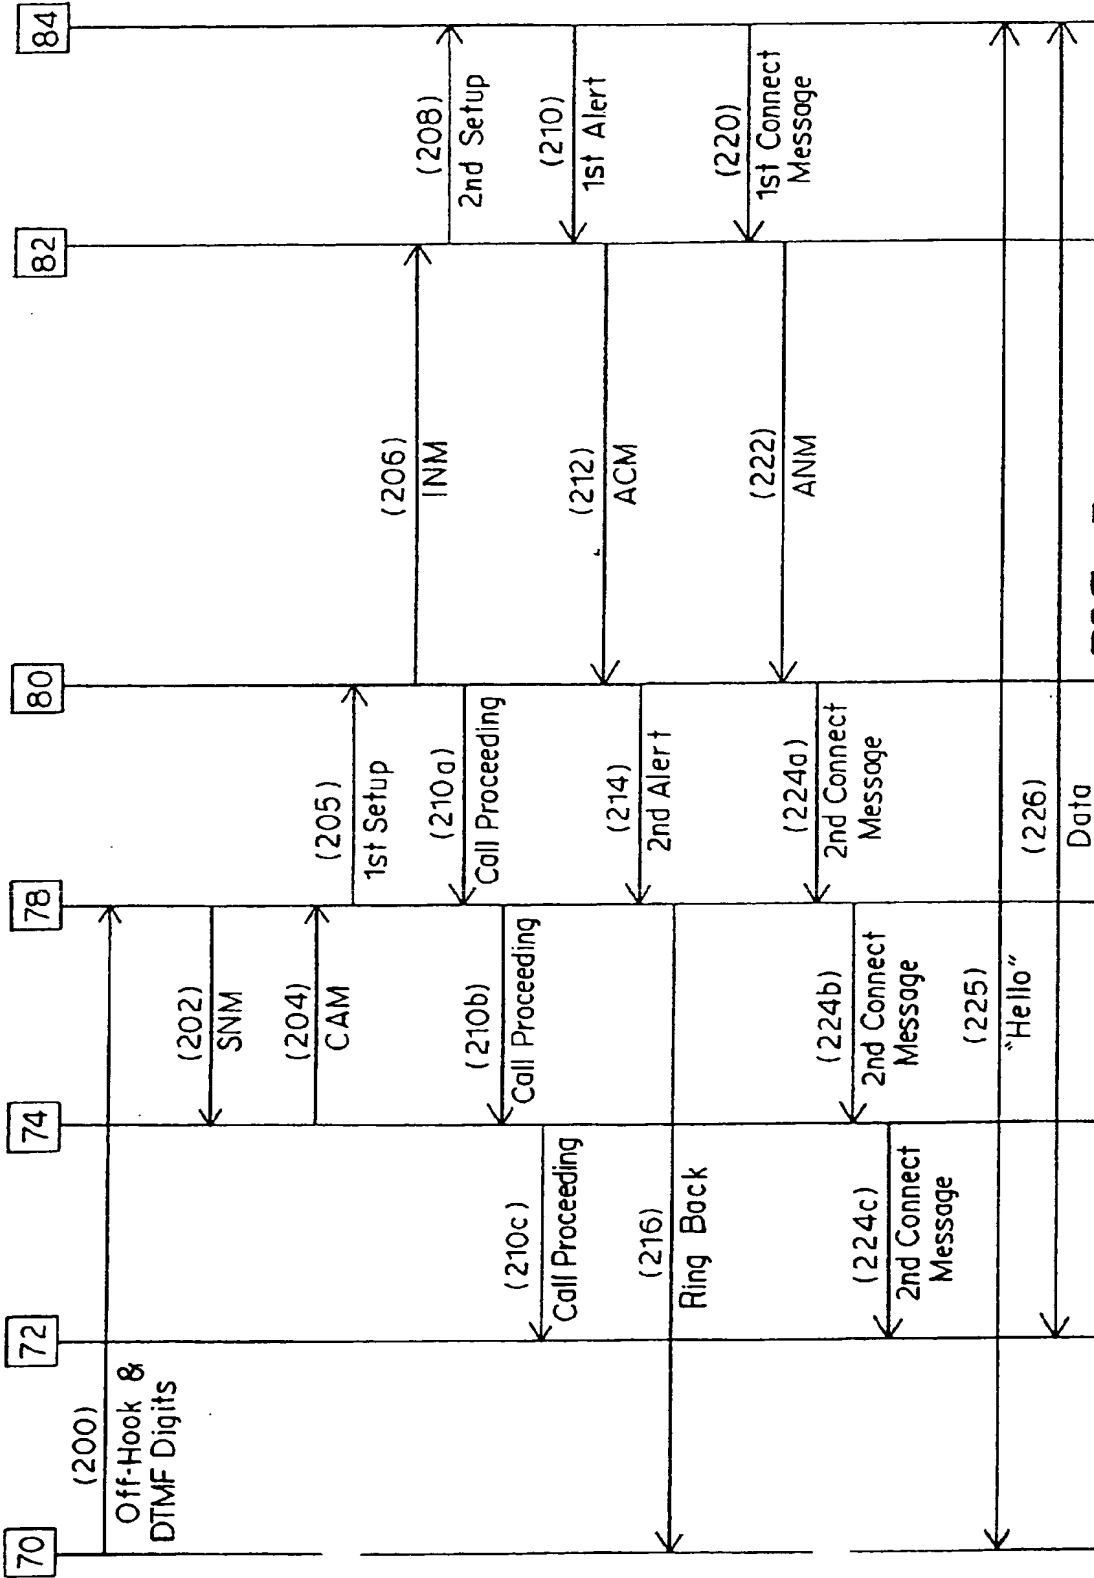 70
72
74
78
80
82
84
(200)
Off-Hook &
DTMF Digits
(202)
SNM
(204)
CAM
(205)
1st Setup
(206)
INM
(208)
2nd Setup
(210a)
Call Proceeding
(210b)
Call Proceeding
(210c)
Call Proceeding
(210)
1st Alert
(212)
ACM
(214)
2nd Alert
(216)
Ring Back
(220)
1st Connect
Message
(222)
ANM
(224a)
2nd Connect
Message
(224b)
2nd Connect
Message
(224c)
2nd Connect
Message
(225)
"Hello"
(226)
Data